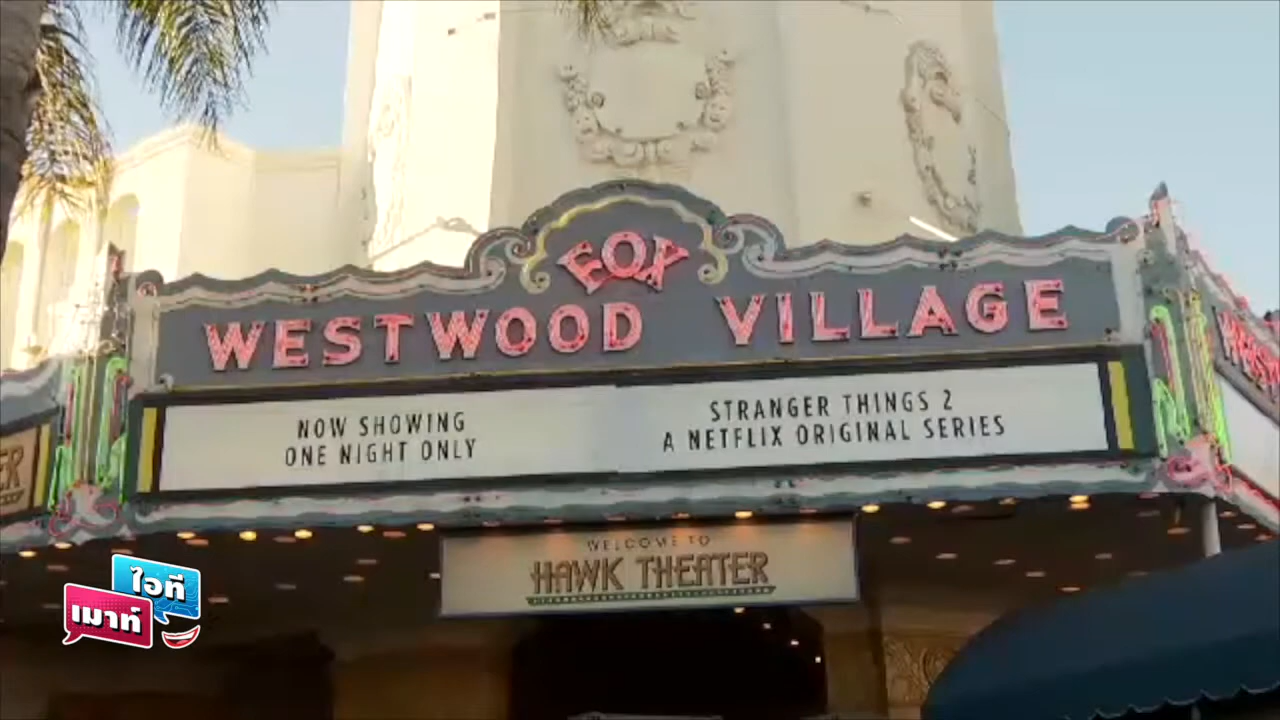 FOX
WESTWOOD VILLAGE
NOW SHOWING
ONE NIGHT ONLY
STRANGER THINGS 2
A NETFLIX ORIGINAL SERIES
WELCOME TO
HAWK THEATER
ไอที
เมาท์